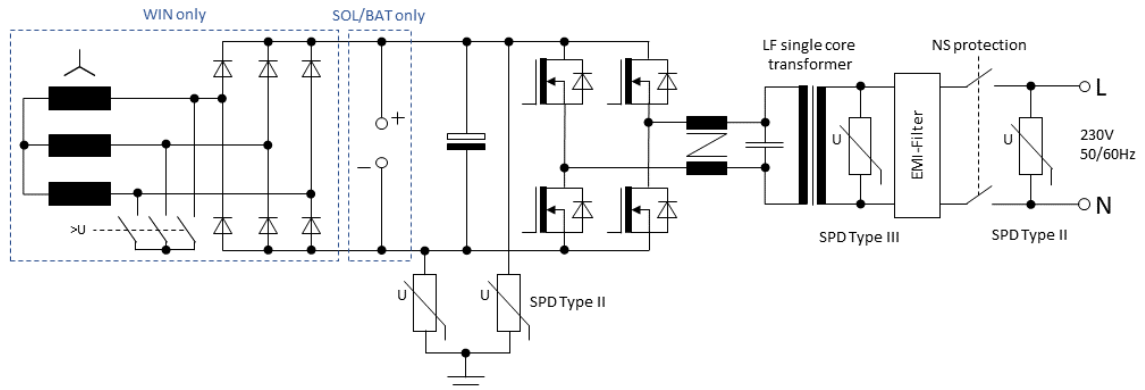 WIN only
SOL/BAT only
LF single core
transformer
NS protection
L
+
U
EMI-Filter
U
230V
50/60Hz
−
>U
N
SPD Type III
SPD Type II
U
U
SPD Type II